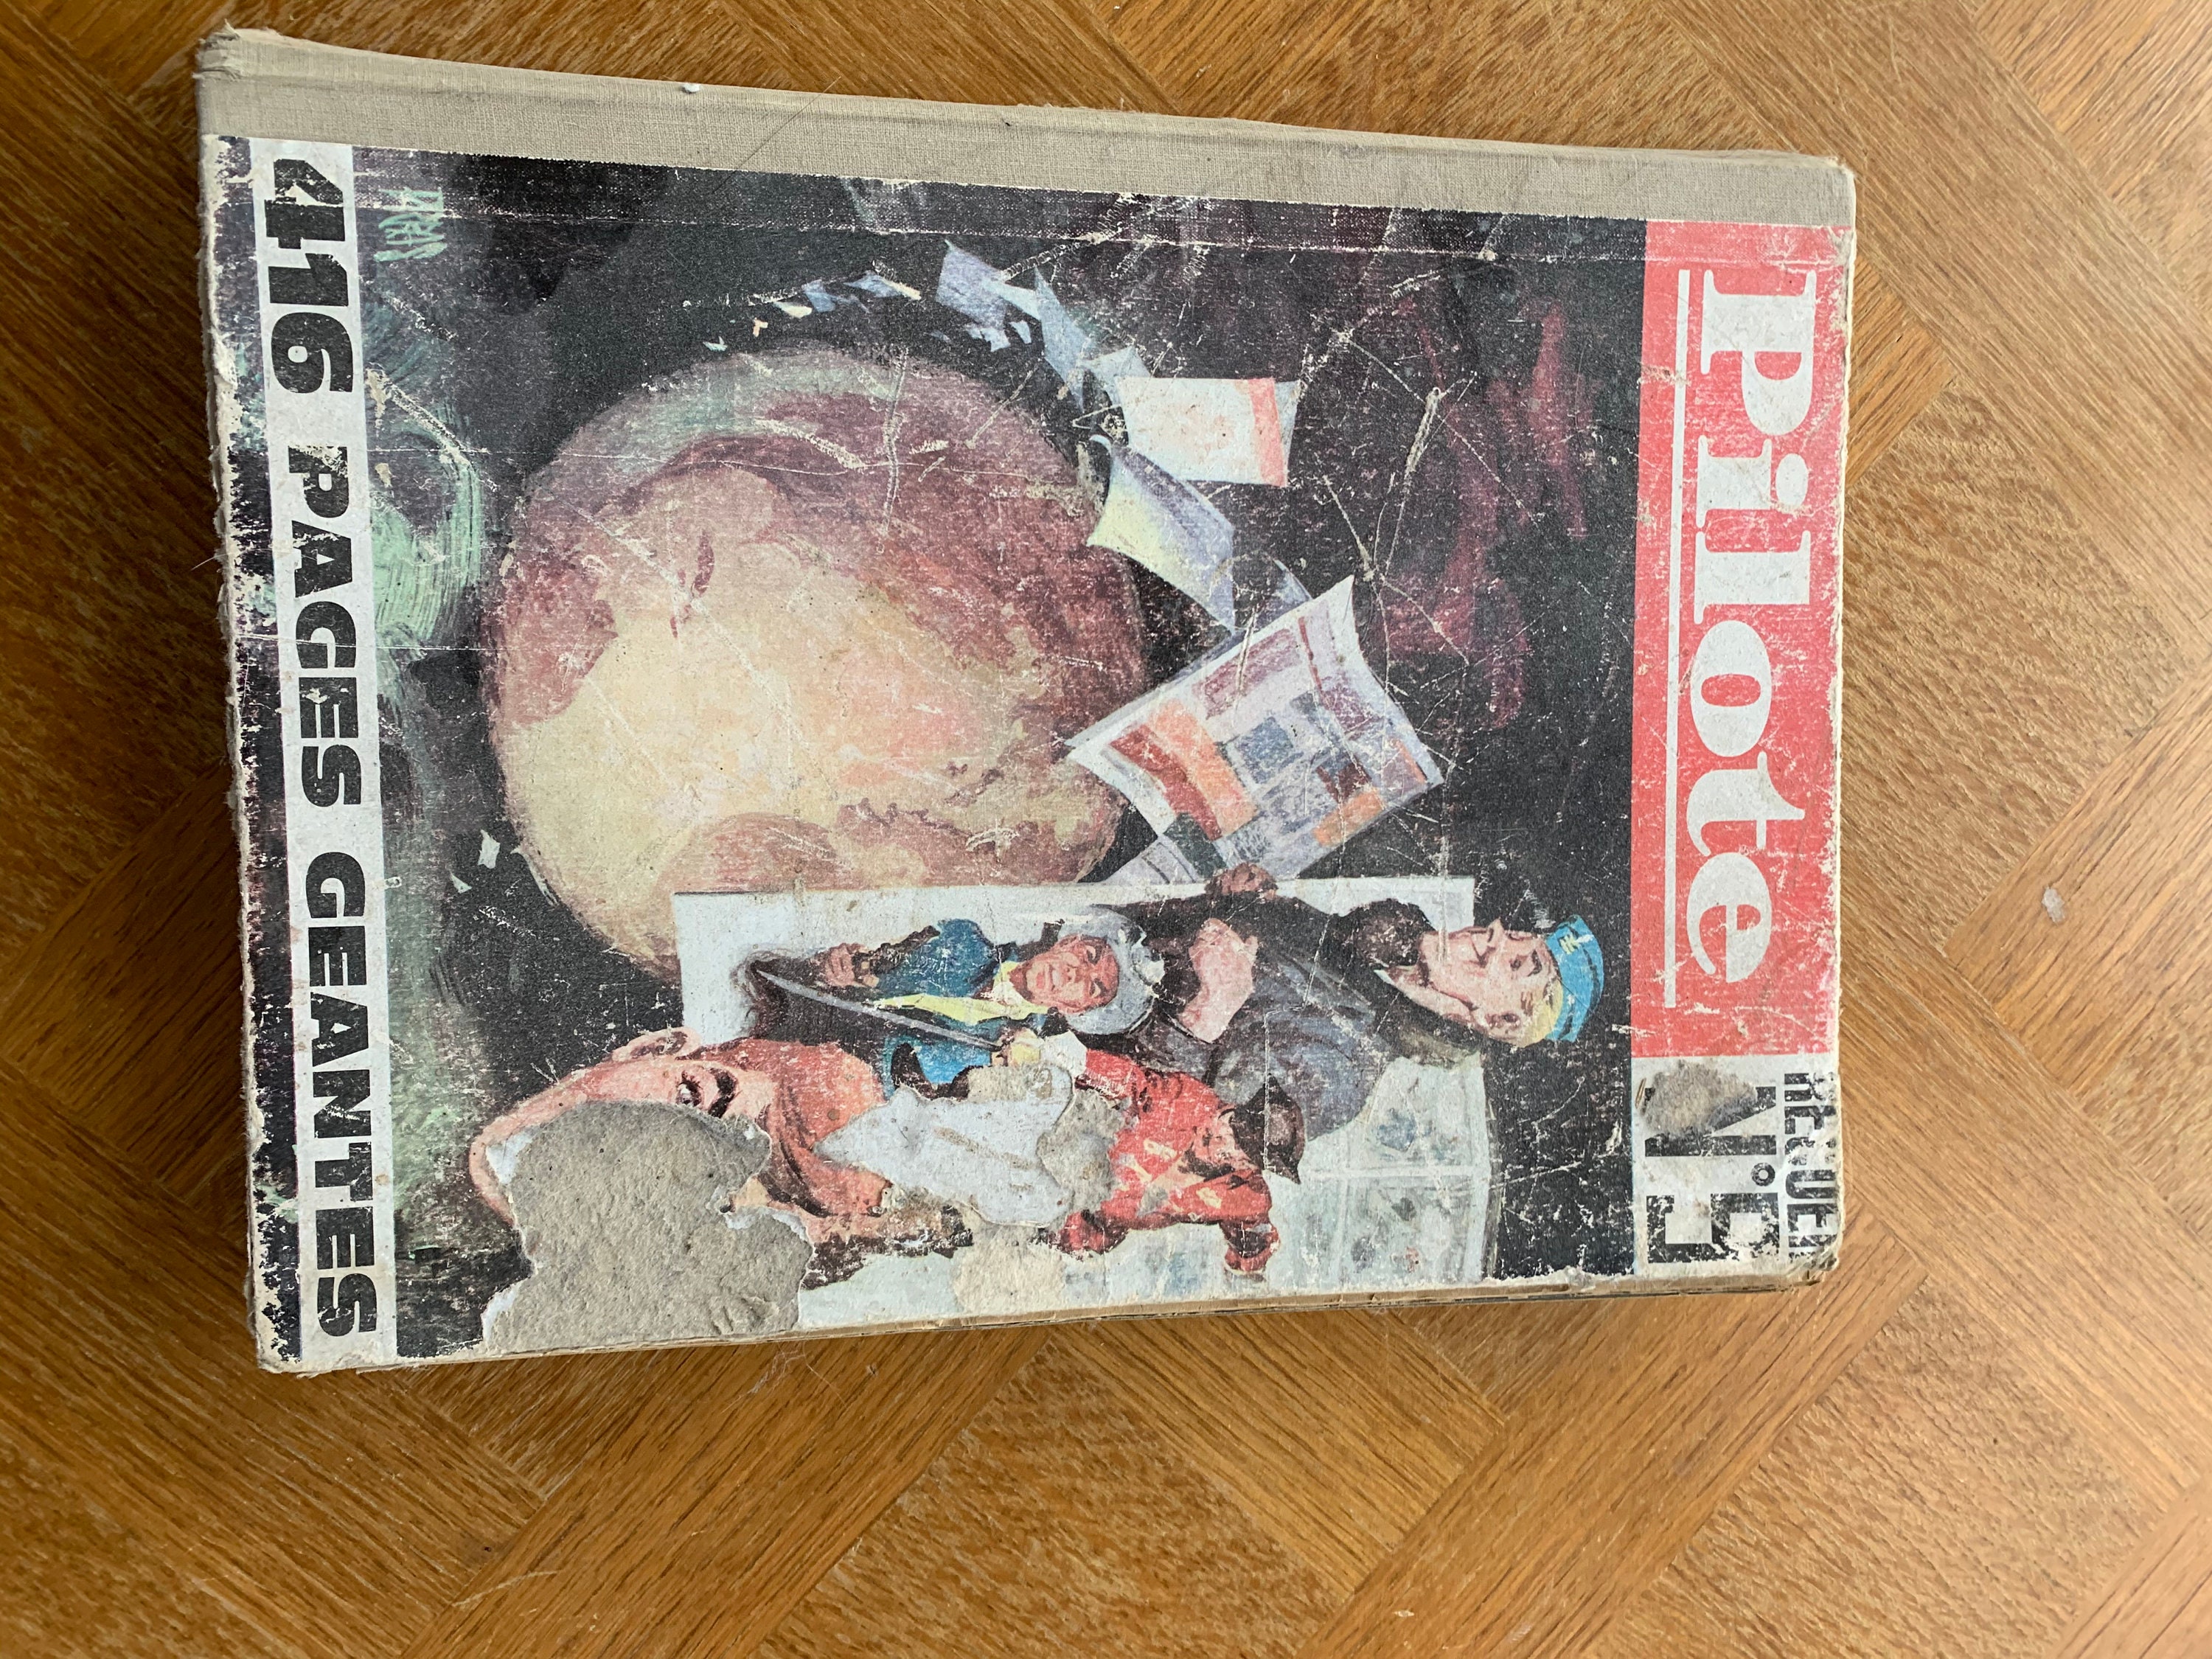 Pilote
RECUEIL
N°5
416 PAGES GEANTES